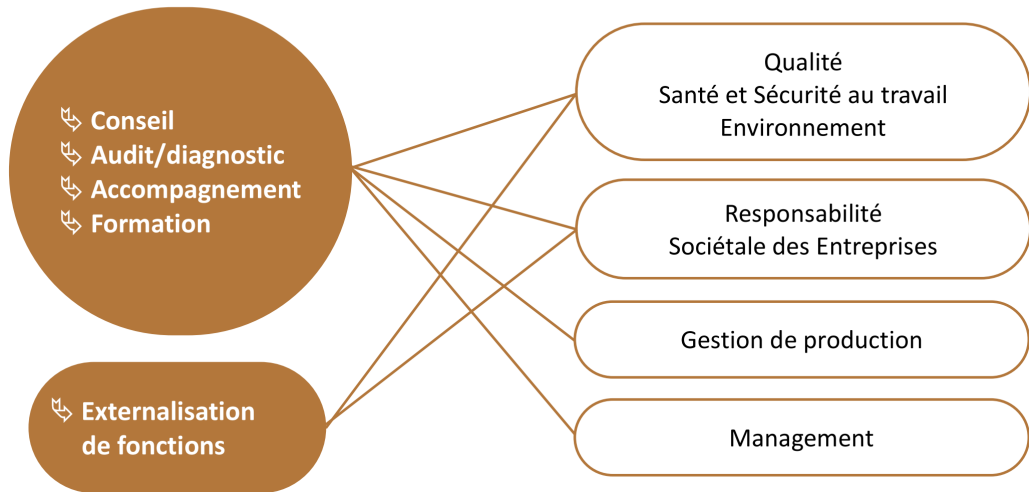 Conseil
Audit/diagnostic
Accompagnement
Formation
Externalisation
de fonctions
Qualité
Santé et Sécurité au travail
Environnement
Responsabilité
Sociétale des Entreprises
Gestion de production
Management